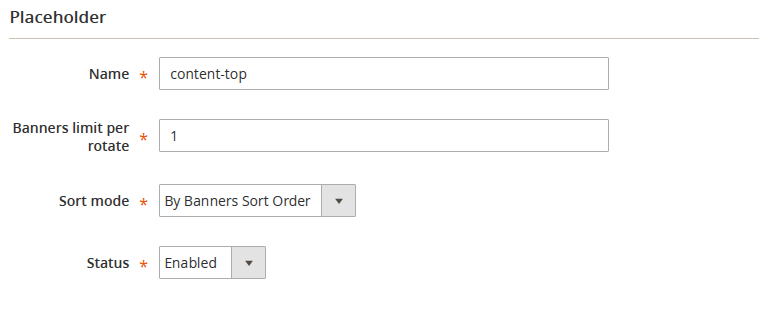 Placeholder
Name *
content-top
Banners limit per
rotate *
1
Sort mode *
By Banners Sort Order
Status *
Enabled